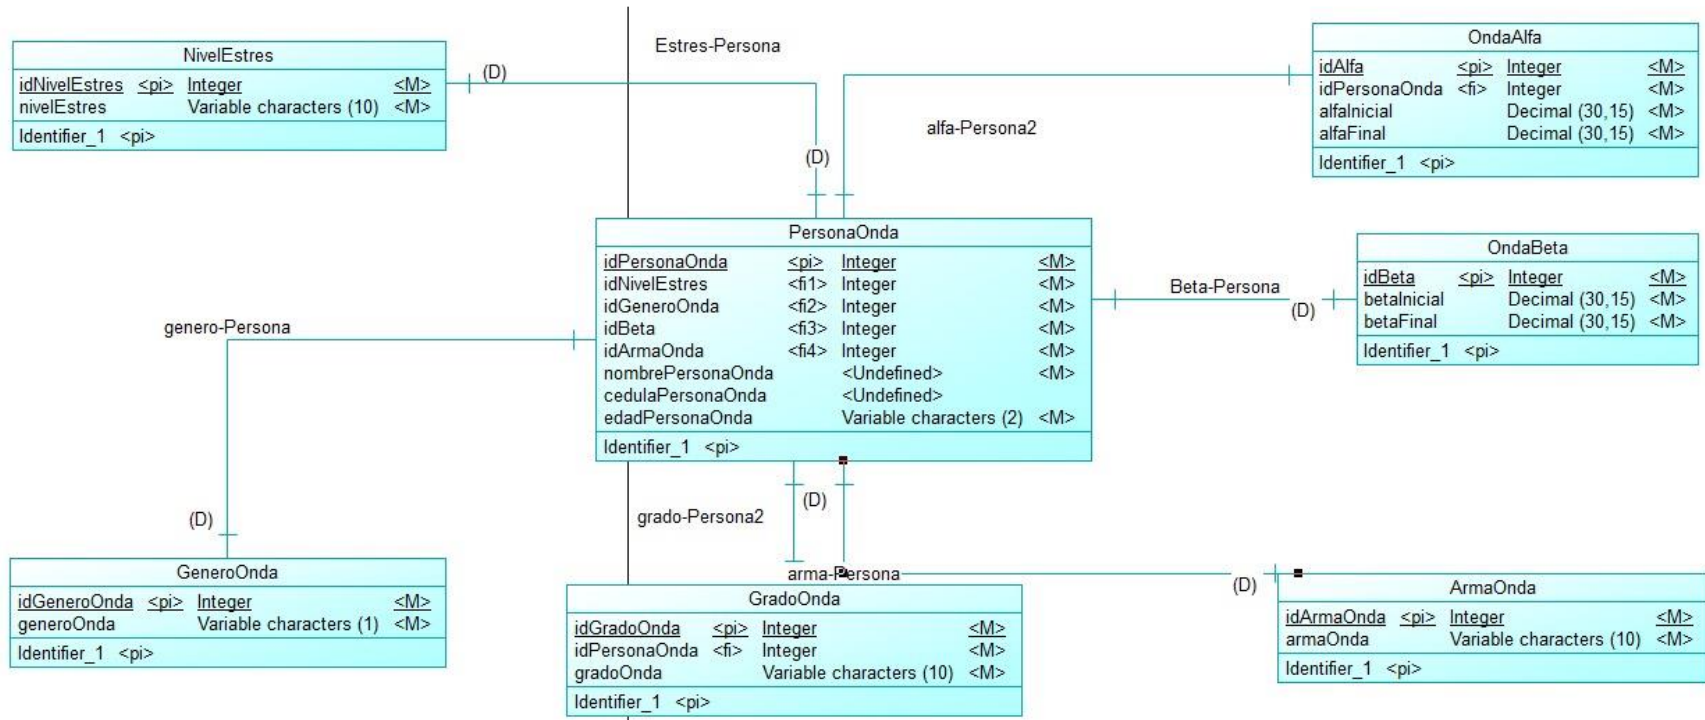 NivelEstres
idNivelEstres <pi> Integer <M>
nivelEstres Variable characters (10) <M>
Identifier_1 <pi>
(D)
Estres-Persona
(D)
alfa-Persona2
OndaAlfa
idAlfa <pi> Integer <M>
idPersonaOnda <fi> Integer <M>
alfaInicial Decimal (30,15) <M>
alfaFinal Decimal (30,15) <M>
Identifier_1 <pi>
PersonaOnda
idPersonaOnda <pi> Integer <M>
idNivelEstres <fi1> Integer <M>
idGeneroOnda <fi2> Integer <M>
idBeta <fi3> Integer <M>
idArmaOnda <fi4> Integer <M>
nombrePersonaOnda <Undefined> <M>
cedulaPersonaOnda <Undefined>
edadPersonaOnda Variable characters (2) <M>
Identifier_1 <pi>
Beta-Persona
(D)
OndaBeta
idBeta <pi> Integer <M>
betaInicial Decimal (30,15) <M>
betaFinal Decimal (30,15) <M>
Identifier_1 <pi>
genero-Persona
(D)
GeneroOnda
idGeneroOnda <pi> Integer <M>
generoOnda Variable characters (1) <M>
Identifier_1 <pi>
(D)
grado-Persona2
arma-Persona
(D)
GradoOnda
idGradoOnda <pi> Integer <M>
idPersonaOnda <fi> Integer <M>
gradoOnda Variable characters (10) <M>
Identifier_1 <pi>
ArmaOnda
idArmaOnda <pi> Integer <M>
armaOnda Variable characters (10) <M>
Identifier_1 <pi>